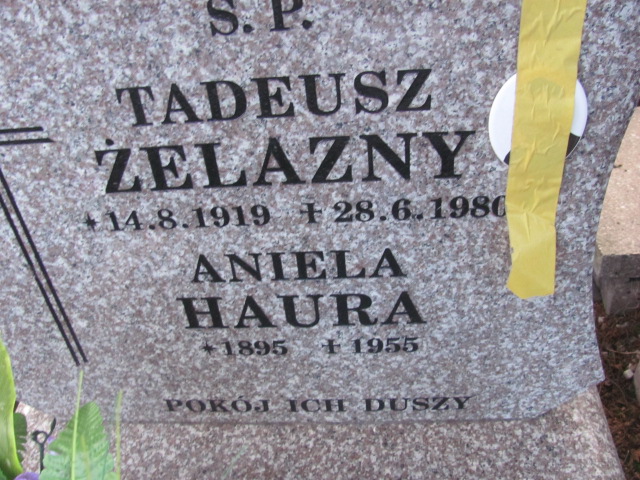 Ś. P.
TADEUSZ
ŻELAZNY
* 14.8.1919 ✝ 28.6.1980
ANIELA
HAURA
* 1895 ✝ 1955
POKÓJ ICH DUSZY